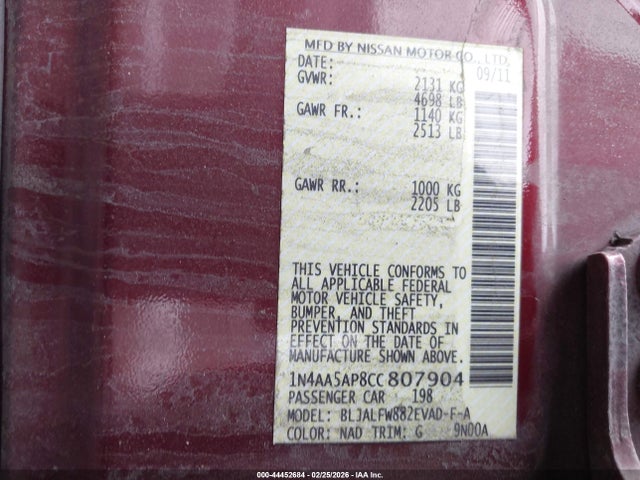 MFD BY NISSAN MOTOR CO., LTD.
DATE: 09/11
GVWR: 2131 KG
4698 LB
GAWR FR.: 1140 KG
2513 LB
GAWR RR.: 1000 KG
2205 LB
THIS VEHICLE CONFORMS TO
ALL APPLICABLE FEDERAL
MOTOR VEHICLE SAFETY,
BUMPER, AND THEFT
PREVENTION STANDARDS IN
EFFECT ON THE DATE OF
MANUFACTURE SHOWN ABOVE.
1N4AA5AP8CC 807904
PASSENGER CAR 198
MODEL: BLJALFW882EVAD-F-A
COLOR: NAD TRIM: G 9N00A
000-44452684 - 02/25/2026 - IAA Inc.